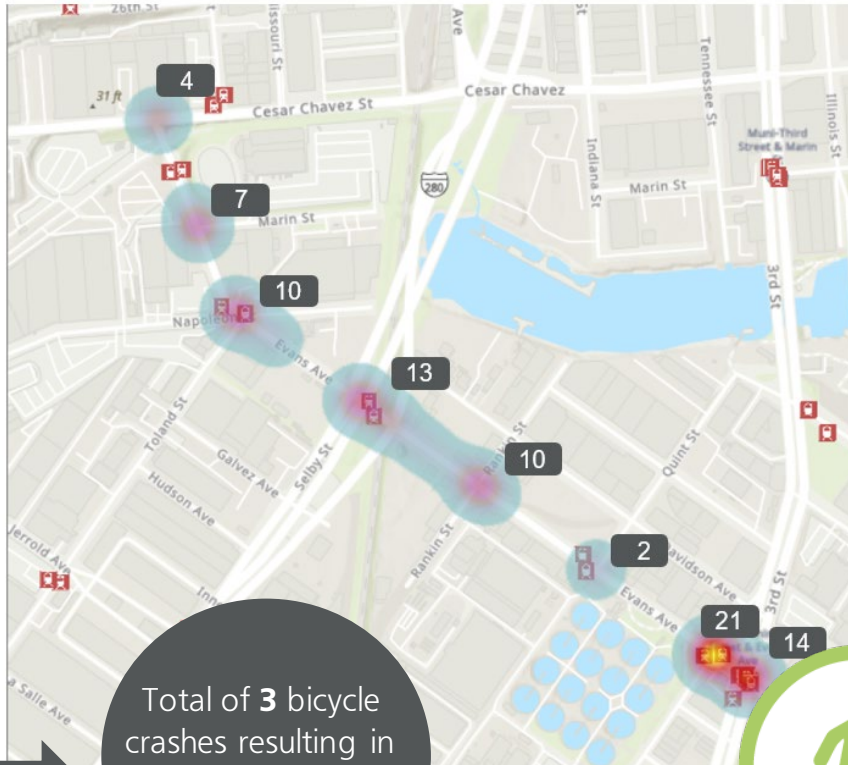 26th St
issouri St
Ave
St
4
31 ft
Cesar Chavez St
Cesar Chavez
Tennessee St
Illinois St
Muni-Third
Street & Marin
Indiana St
280
Marin St
7
Marin St
3rd St
10
Napoleon
Evans Ave
13
Toland St
Selby St
Rankin St
10
Quint St
Galvez Ave
Hudson Ave
Jerrold Ave
Rankin St
2
Davidson Ave
Evans Ave
3rd St
Inne
21
14
a Salle Ave
Total of 3 bicycle
crashes resulting in